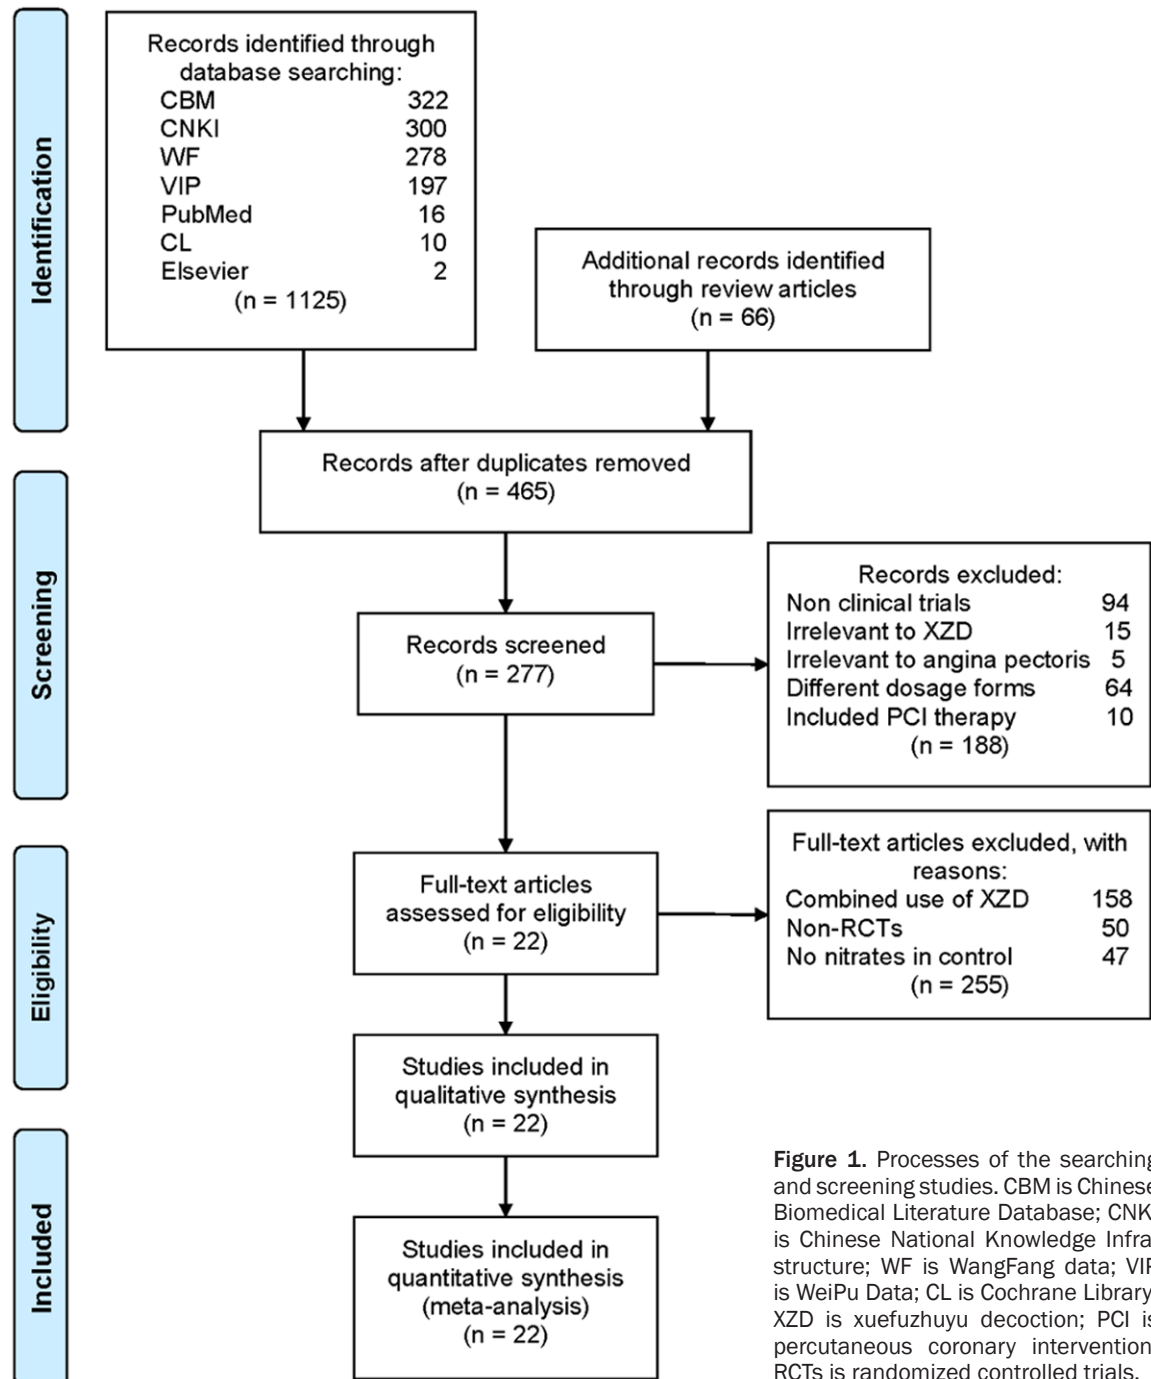 Identification
Records identified through
database searching:
CBM 322
CNKI 300
WF 278
VIP 197
PubMed 16
CL 10
Elsevier 2
(n = 1125)
Additional records identified
through review articles
(n = 66)
Records after duplicates removed
(n = 465)
Screening
Records screened
(n = 277)
Records excluded:
Non clinical trials 94
Irrelevant to XZD 15
Irrelevant to angina pectoris 5
Different dosage forms 64
Included PCI therapy 10
(n = 188)
Eligibility
Full-text articles
assessed for eligibility
(n = 22)
Full-text articles excluded, with
reasons:
Combined use of XZD 158
Non-RCTs 50
No nitrates in control 47
(n = 255)
Studies included in
qualitative synthesis
(n = 22)
Included
Studies included in
quantitative synthesis
(meta-analysis)
(n = 22)
Figure 1. Processes of the searching
and screening studies. CBM is Chinese
Biomedical Literature Database; CNK
is Chinese National Knowledge Infra
structure; WF is WangFang data; VIP
is WeiPu Data; CL is Cochrane Library
XZD is xuefuzhuyu decoction; PCI is
percutaneous coronary intervention
RCTs is randomized controlled trials.